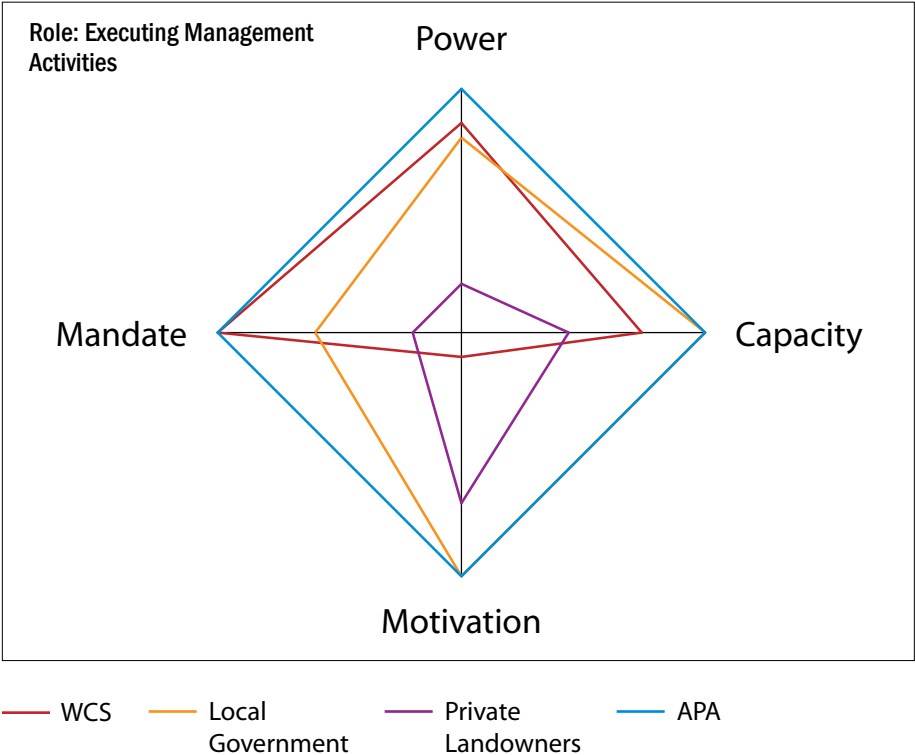 Role: Executing Management
Activities
Power
Mandate
Capacity
Motivation
WCS
Local
Government
Private
Landowners
APA